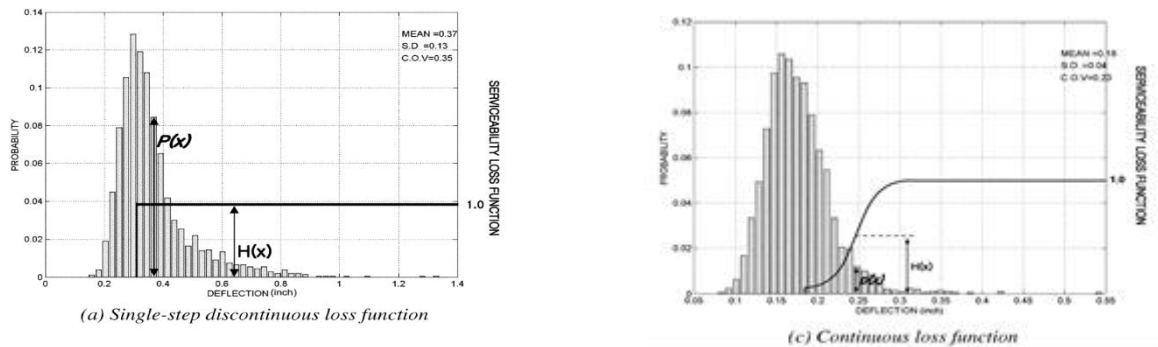 0.14
0.12
0.1
0.08
0.06
0.04
0.02
0
PROBABILITY
MEAN =0.37
S.D =0.13
C.O.V=0.35
P(x)
H(x)
1.0
SERVICEABILITY LOSS FUNCTION
0 0.2 0.4 0.6 0.8 1 1.2 1.4
DEFLECTION (inch)
(a) Single-step discontinuous loss function
0.12
0.1
0.08
0.06
0.04
0.02
0
PROBABILITY
MEAN =0.18
S.D =0.04
C.O.V=0.23
P(x)
H(x)
1.0
SERVICEABILITY LOSS FUNCTION
0.05 0.1 0.15 0.2 0.25 0.3 0.35 0.4 0.45 0.5 0.55
DEFLECTION (inch)
(c) Continuous loss function